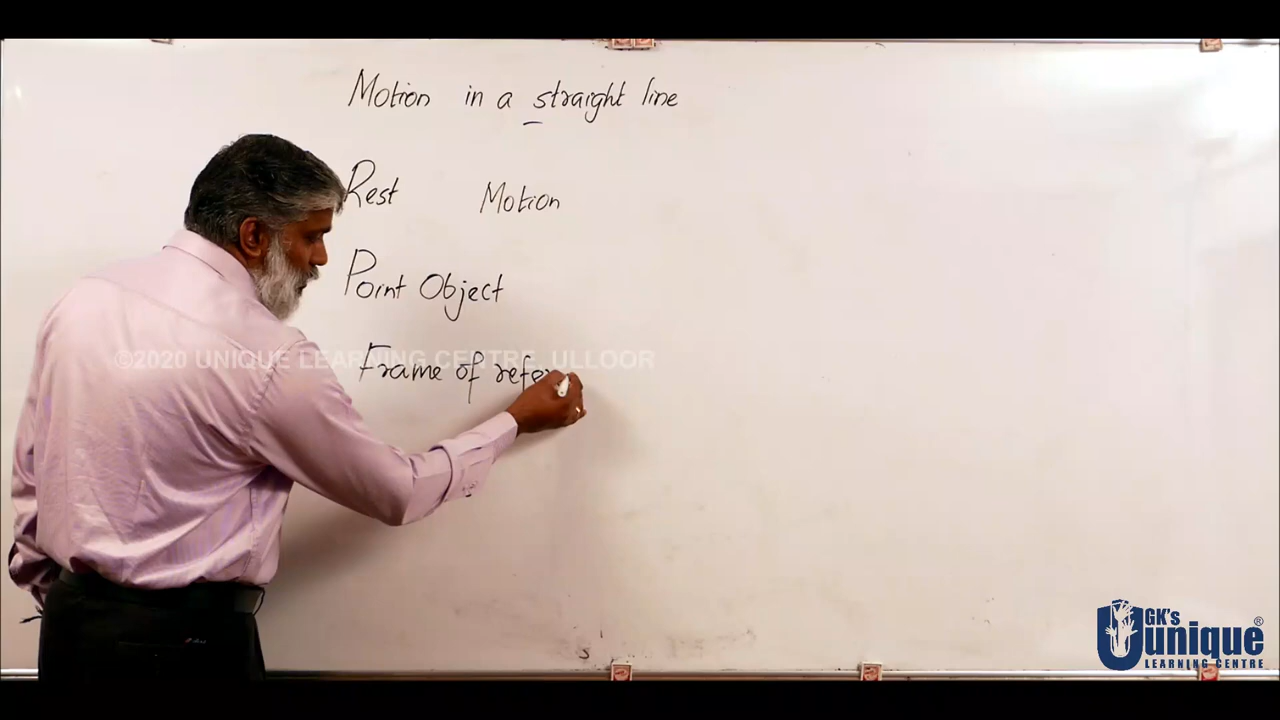 Motion in a straight line
Rest Motion
Point Object
©2020 UNIQUE LEARNING CENTRE, ULLOOR
Frame of refe
GK's
unique®
LEARNING CENTRE